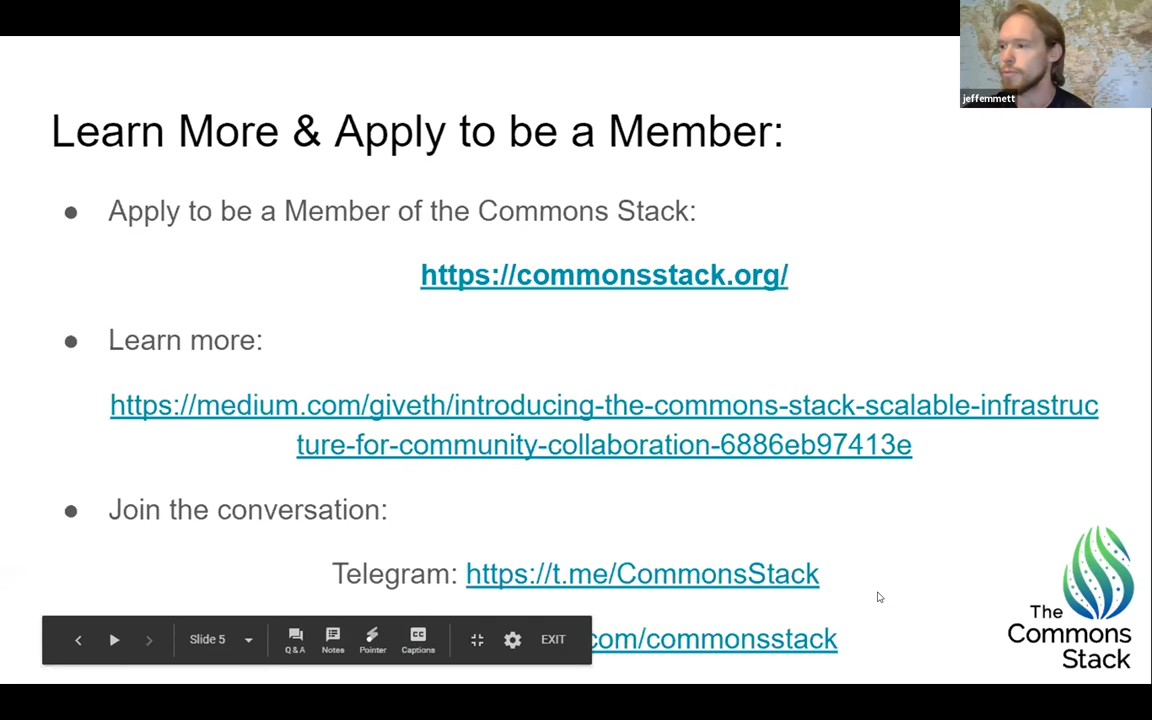 jeffemmett
Learn More & Apply to be a Member:
● Apply to be a Member of the Commons Stack:
https://commonsstack.org/
● Learn more:
https://medium.com/giveth/introducing-the-commons-stack-scalable-infrastruc
ture-for-community-collaboration-6886eb97413e
● Join the conversation:
Telegram: https://t.me/CommonsStack
com/commonsstack
Slide 5
Q&A Notes Pointer Captions
CC
EXIT
The
Commons
Stack